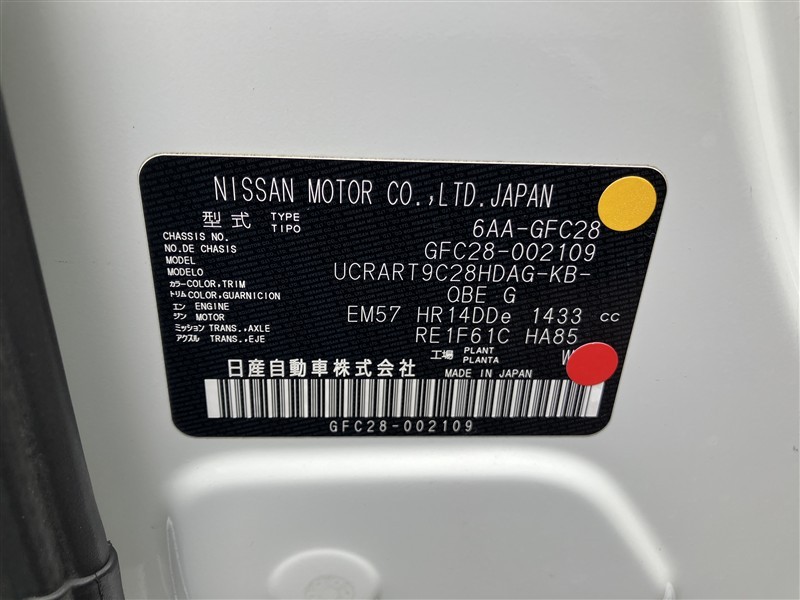 NISSAN MOTOR CO.,LTD.JAPAN
型式 TYPE TIPO 6AA-GFC28
CHASSIS NO. NO.DE CHASIS GFC28-002109
MODEL MODELO UCRART9C28HDAG-KB-
カラー COLOR,TRIM トリム COLOR,GUARNICION QBE G
エンジン ENGINE MOTOR EM57 HR14DDe 1433 cc
ミッション TRANS.,AXLE アクスル TRANS.,EJE RE1F61C HA85
工場 PLANT PLANTA
日産自動車株式会社 MADE IN JAPAN
GFC28-002109